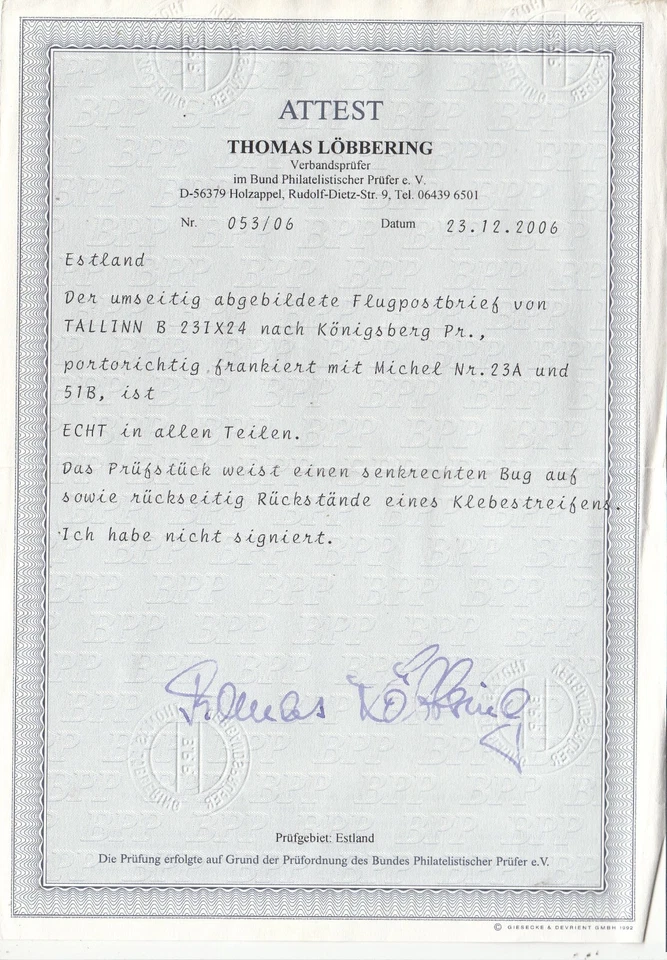 ATTEST
THOMAS LÖBBERING
Verbandsprüfer
im Bund Philatelistischer Prüfer e. V.
D-56379 Holzappel, Rudolf-Dietz-Str. 9, Tel. 06439 6501
Nr. 053/06 Datum 23.12.2006
Estland
Der umseitig abgebildete Flugpostbrief von
TALLINN B 23IX24 nach Königsberg Pr.,
portorichtig frankiert mit Michel Nr.23A und
51B, ist
ECHT in allen Teilen.
Das Prüfstück weist einen senkrechten Bug auf
sowie rückseitig Rückstände eines Klebestreifens.
Ich habe nicht signiert.
Thomas Löbbering
Prüfgebiet: Estland
Die Prüfung erfolgte auf Grund der Prüfordnung des Bundes Philatelistischer Prüfer e.V.
© GIESECKE & DEVRIENT GMBH 1992